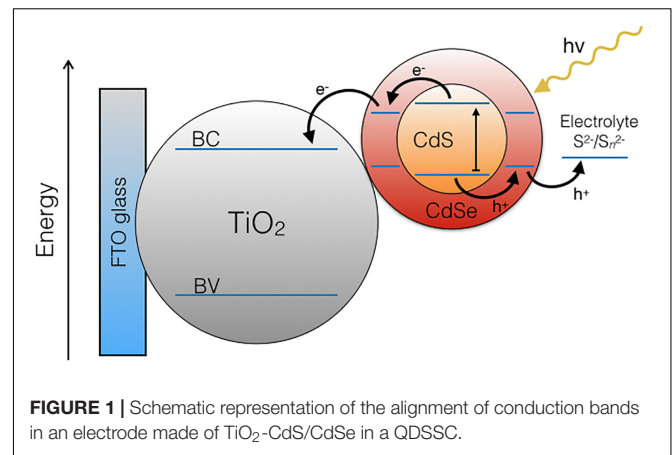 hν
e⁻
e⁻
Electrolyte
S²⁻/Sₙ²⁻
BC
CdS
Energy
FTO glass
TiO₂
h⁺
h⁺
CdSe
BV
FIGURE 1 | Schematic representation of the alignment of conduction bands
in an electrode made of TiO₂-CdS/CdSe in a QDSSC.